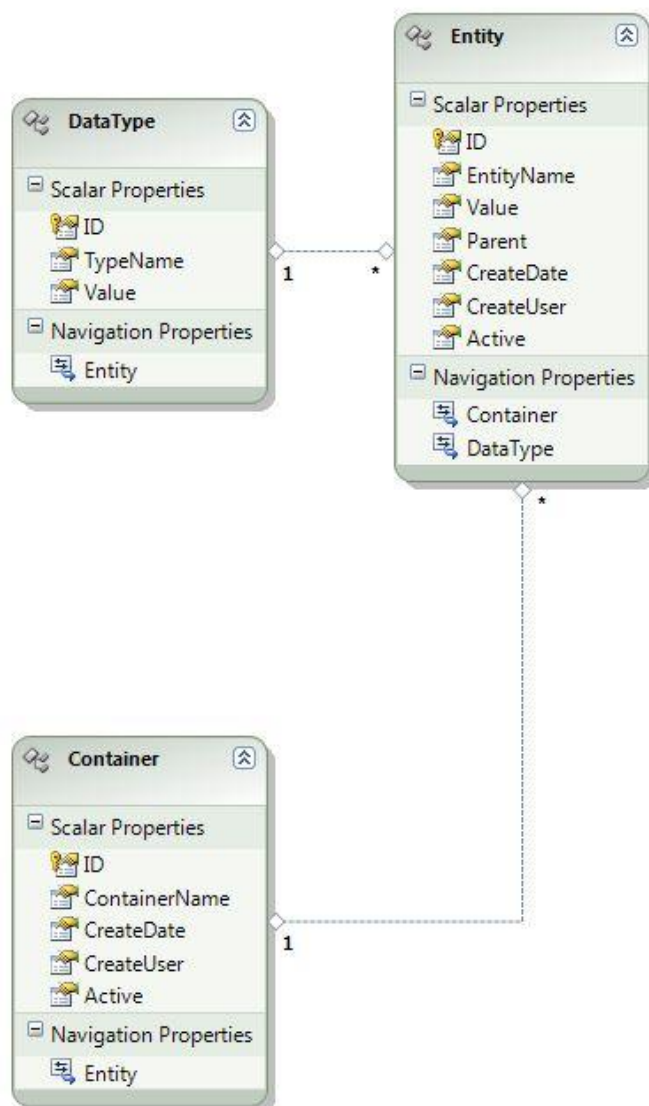 Entity
Scalar Properties
ID
EntityName
Value
Parent
CreateDate
CreateUser
Active
Navigation Properties
Container
DataType
*
DataType
Scalar Properties
ID
TypeName
Value
Navigation Properties
Entity
1
*
Container
Scalar Properties
ID
ContainerName
CreateDate
CreateUser
Active
Navigation Properties
Entity
1